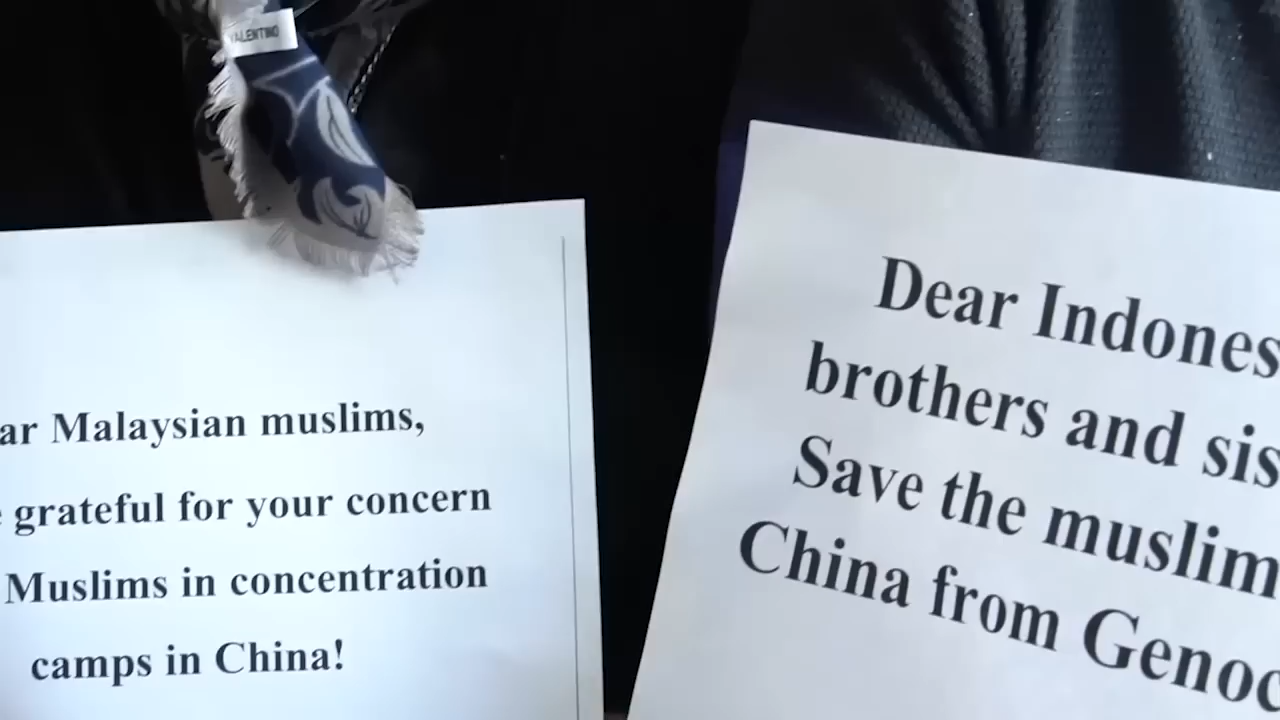 VALENTINO
ar Malaysian muslims,
grateful for your concern
Muslims in concentration
camps in China!
Dear Indones
brothers and sis
Save the muslim
China from Genoc